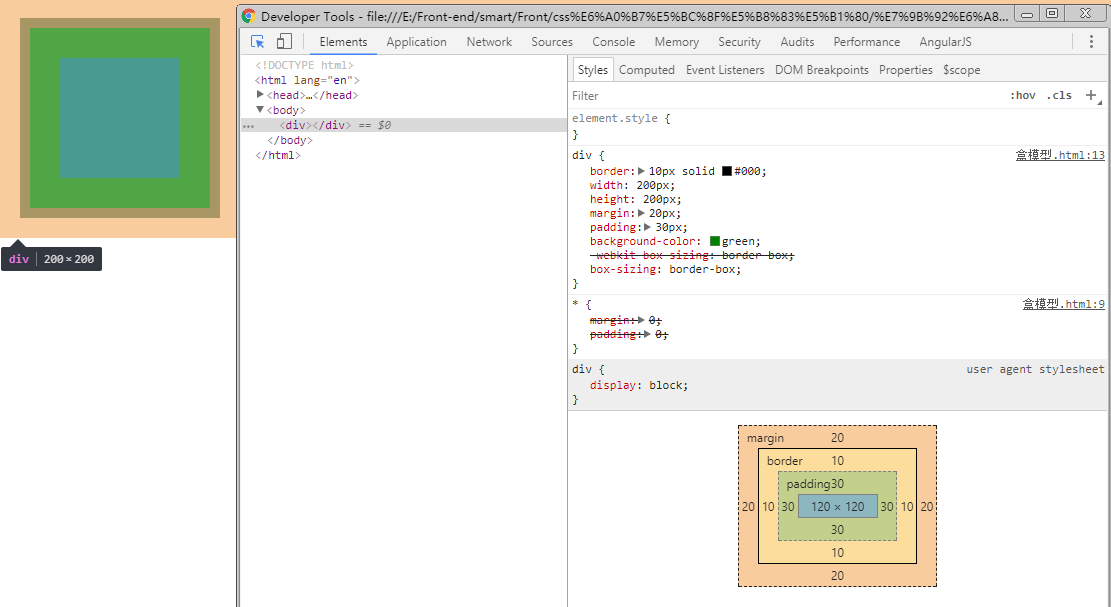 Developer Tools - file:///E:/Front-end/smart/Front/css%E6%A0%B7%E5%BC%8F%E5%B8%83%E5%B1%80/%E7%9B%92%E6%A8...
Elements Application Network Sources Console Memory Security Audits Performance AngularJS
<!DOCTYPE html>
<html lang="en">
<head>…</head>
<body>
<div></div> == $0
</body>
</html>
div 200×200
Styles Computed Event Listeners DOM Breakpoints Properties $scope
Filter :hov .cls +
element.style {
}
div { 盒模型.html:13
border: 10px solid #000;
width: 200px;
height: 200px;
margin: 20px;
padding: 30px;
background-color: green;
-webkit-box-sizing: border-box;
box-sizing: border-box;
}
* { 盒模型.html:9
margin: 0;
padding: 0;
}
div { user agent stylesheet
display: block;
}
margin 20
border 10
padding30
20 10 30 120 × 120 30 10 20
30
10
20